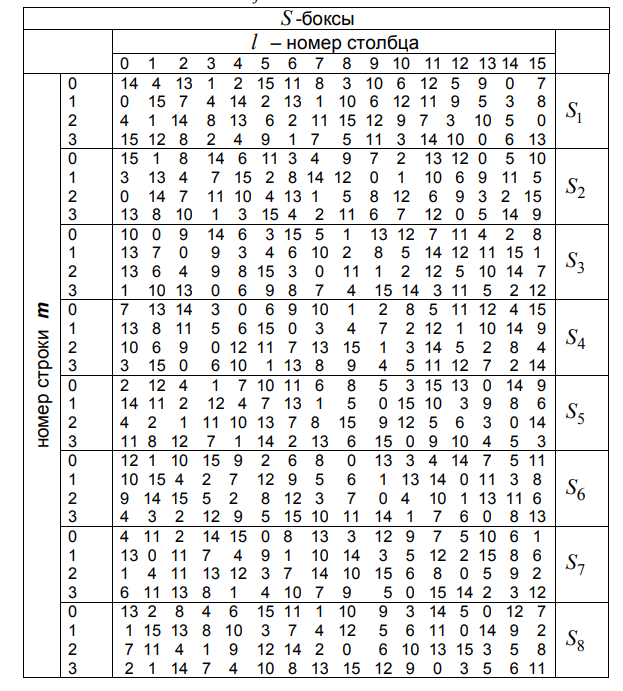 S -боксы
l – номер столбца
0 1 2 3 4 5 6 7 8 9 10 11 12 13 14 15
номер строки m
0 14 4 13 1 2 15 11 8 3 10 6 12 5 9 0 7
1 0 15 7 4 14 2 13 1 10 6 12 11 9 5 3 8
2 4 1 14 8 13 6 2 11 15 12 9 7 3 10 5 0
3 15 12 8 2 4 9 1 7 5 11 3 14 10 0 6 13
S1
0 15 1 8 14 6 11 3 4 9 7 2 13 12 0 5 10
1 3 13 4 7 15 2 8 14 12 0 1 10 6 9 11 5
2 0 14 7 11 10 4 13 1 5 8 12 6 9 3 2 15
3 13 8 10 1 3 15 4 2 11 6 7 12 0 5 14 9
S2
0 10 0 9 14 6 3 15 5 1 13 12 7 11 4 2 8
1 13 7 0 9 3 4 6 10 2 8 5 14 12 11 15 1
2 13 6 4 9 8 15 3 0 11 1 2 12 5 10 14 7
3 1 10 13 0 6 9 8 7 4 15 14 3 11 5 2 12
S3
0 7 13 14 3 0 6 9 10 1 2 8 5 11 12 4 15
1 13 8 11 5 6 15 0 3 4 7 2 12 1 10 14 9
2 10 6 9 0 12 11 7 13 15 1 3 14 5 2 8 4
3 3 15 0 6 10 1 13 8 9 4 5 11 12 7 2 14
S4
0 2 12 4 1 7 10 11 6 8 5 3 15 13 0 14 9
1 14 11 2 12 4 7 13 1 5 0 15 10 3 9 8 6
2 4 2 1 11 10 13 7 8 15 9 12 5 6 3 0 14
3 11 8 12 7 1 14 2 13 6 15 0 9 10 4 5 3
S5
0 12 1 10 15 9 2 6 8 0 13 3 4 14 7 5 11
1 10 15 4 2 7 12 9 5 6 1 13 14 0 11 3 8
2 9 14 15 5 2 8 12 3 7 0 4 10 1 13 11 6
3 4 3 2 12 9 5 15 10 11 14 1 7 6 0 8 13
S6
0 4 11 2 14 15 0 8 13 3 12 9 7 5 10 6 1
1 13 0 11 7 4 9 1 10 14 3 5 12 2 15 8 6
2 1 4 11 13 12 3 7 14 10 15 6 8 0 5 9 2
3 6 11 13 8 1 4 10 7 9 5 0 15 14 2 3 12
S7
0 13 2 8 4 6 15 11 1 10 9 3 14 5 0 12 7
1 1 15 13 8 10 3 7 4 12 5 6 11 0 14 9 2
2 7 11 4 1 9 12 14 2 0 6 10 13 15 3 5 8
3 2 1 14 7 4 10 8 13 15 12 9 0 3 5 6 11
S8